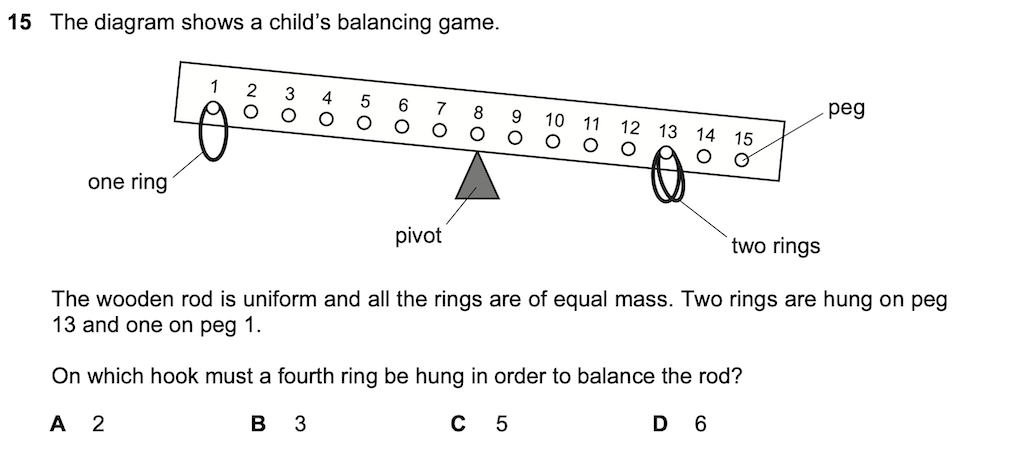 15 The diagram shows a child’s balancing game.
1 2 3 4 5 6 7 8 9 10 11 12 13 14 15
peg
one ring
pivot
two rings
The wooden rod is uniform and all the rings are of equal mass. Two rings are hung on peg
13 and one on peg 1.
On which hook must a fourth ring be hung in order to balance the rod?
A 2 B 3 C 5 D 6